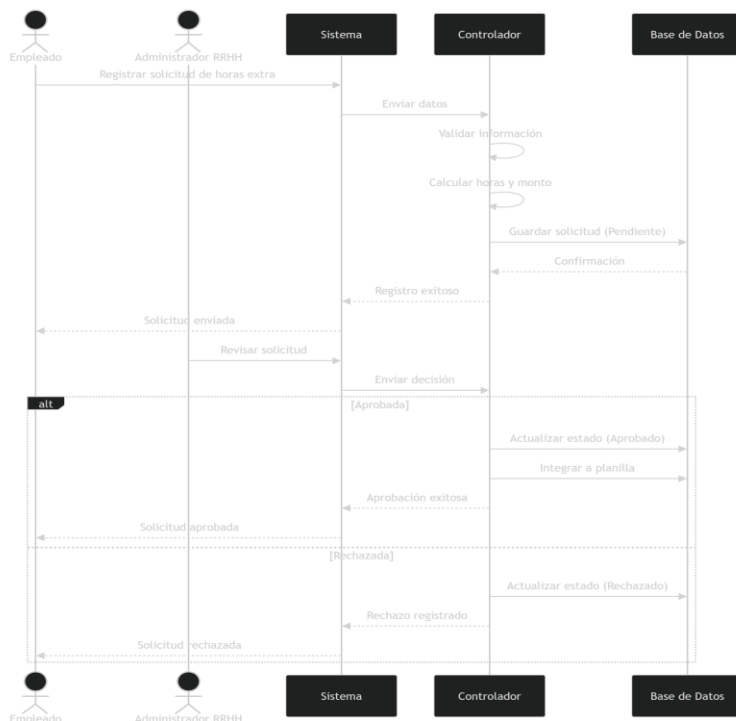 Empleado
Administrador RRHH
Sistema
Controlador
Base de Datos
Registrar solicitud de horas extra
Enviar datos
Validar información
Calcular horas y monto
Guardar solicitud (Pendiente)
Confirmación
Registro exitoso
Solicitud enviada
Revisar solicitud
Enviar decisión
alt
[Aprobada]
Actualizar estado (Aprobado)
Integrar a planilla
Aprobación exitosa
Solicitud aprobada
[Rechazada]
Actualizar estado (Rechazado)
Rechazo registrado
Solicitud rechazada
Empleado
Administrador RRHH
Sistema
Controlador
Base de Datos